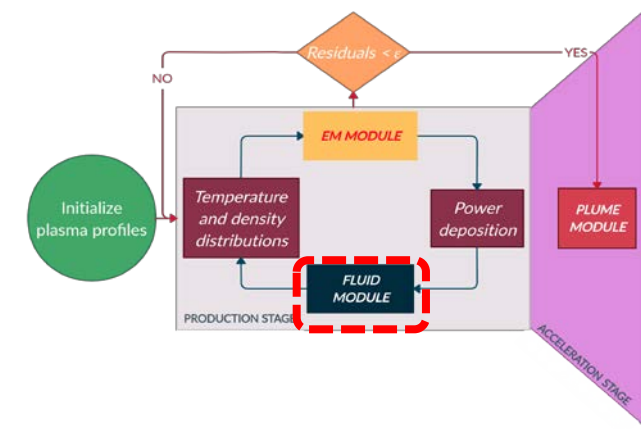 Residuals < ε
NO
YES
EM MODULE
Initialize
plasma profiles
Temperature
and density
distributions
Power
deposition
PLUME
MODULE
FLUID
MODULE
PRODUCTION STAGE
ACCELERATION STAGE